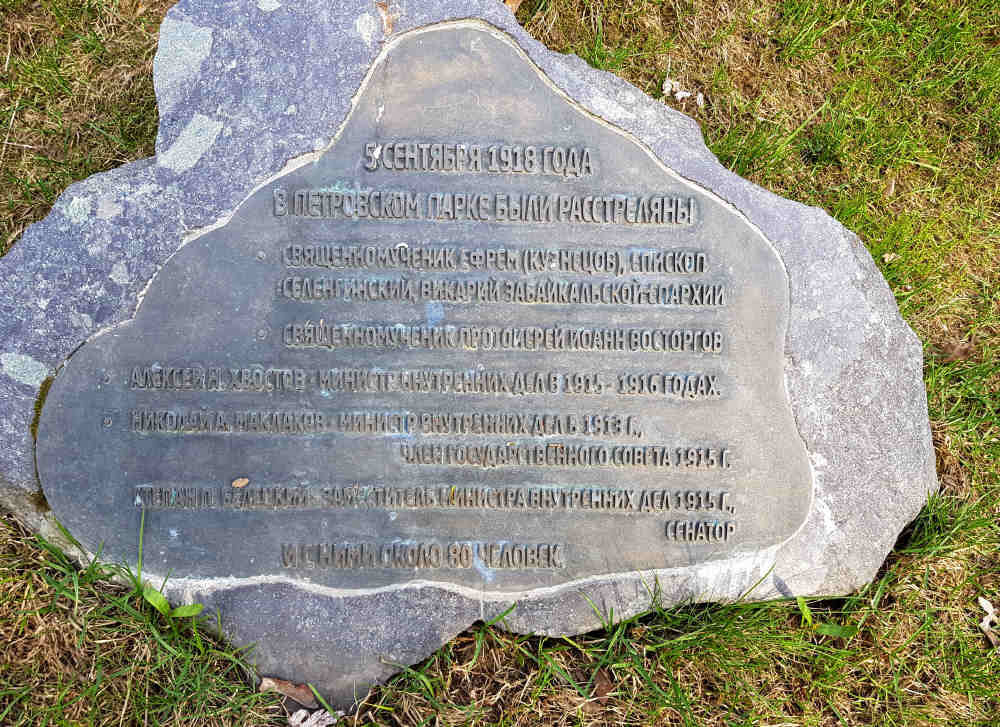 5 СЕНТЯБРЯ 1918 ГОДА
В ПЕТРОВСКОМ ПАРКЕ БЫЛИ РАССТРЕЛЯНЫ
СВЯЩЕННОМУЧЕНИК ЕФРЕМ (КУЗНЕЦОВ), ЕПИСКОП
СЕЛЕНГИНСКИЙ, ВИКАРИЙ ЗАБАЙКАЛЬСКОЙ ЕПАРХИИ
СВЯЩЕННОМУЧЕНИК ПРОТОИЕРЕЙ ИОАНН ВОСТОРГОВ
АЛЕКСЕЙ Н. ХВОСТОВ - МИНИСТР ВНУТРЕННИХ ДЕЛ В 1915 - 1916 ГОДАХ.
НИКОЛАЙ А. МАКЛАКОВ - МИНИСТР ВНУТРЕННИХ ДЕЛ В 1913 Г.,
ЧЛЕН ГОСУДАРСТВЕННОГО СОВЕТА 1915 Г.
СТЕПАН П. БЕЛЕЦКИЙ - ЗАМЕСТИТЕЛЬ МИНИСТРА ВНУТРЕННИХ ДЕЛ 1915 Г.,
СЕНАТОР
И С НИМИ ОКОЛО 80 ЧЕЛОВЕК.